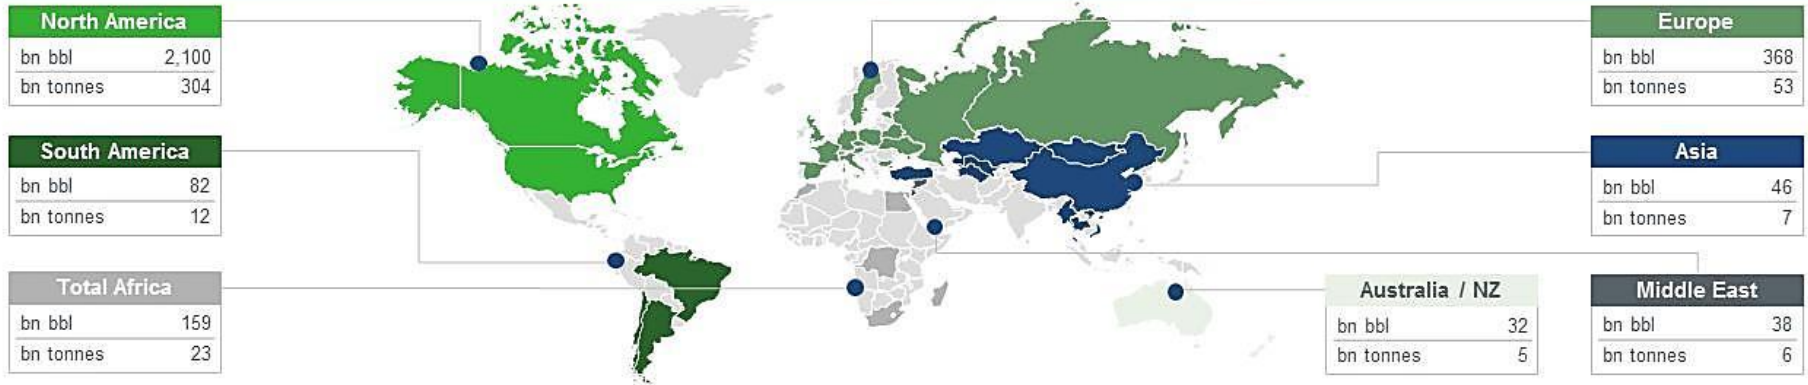 North America
bn bbl 2,100
bn tonnes 304
South America
bn bbl 82
bn tonnes 12
Total Africa
bn bbl 159
bn tonnes 23
Europe
bn bbl 368
bn tonnes 53
Asia
bn bbl 46
bn tonnes 7
Australia / NZ
bn bbl 32
bn tonnes 5
Middle East
bn bbl 38
bn tonnes 6